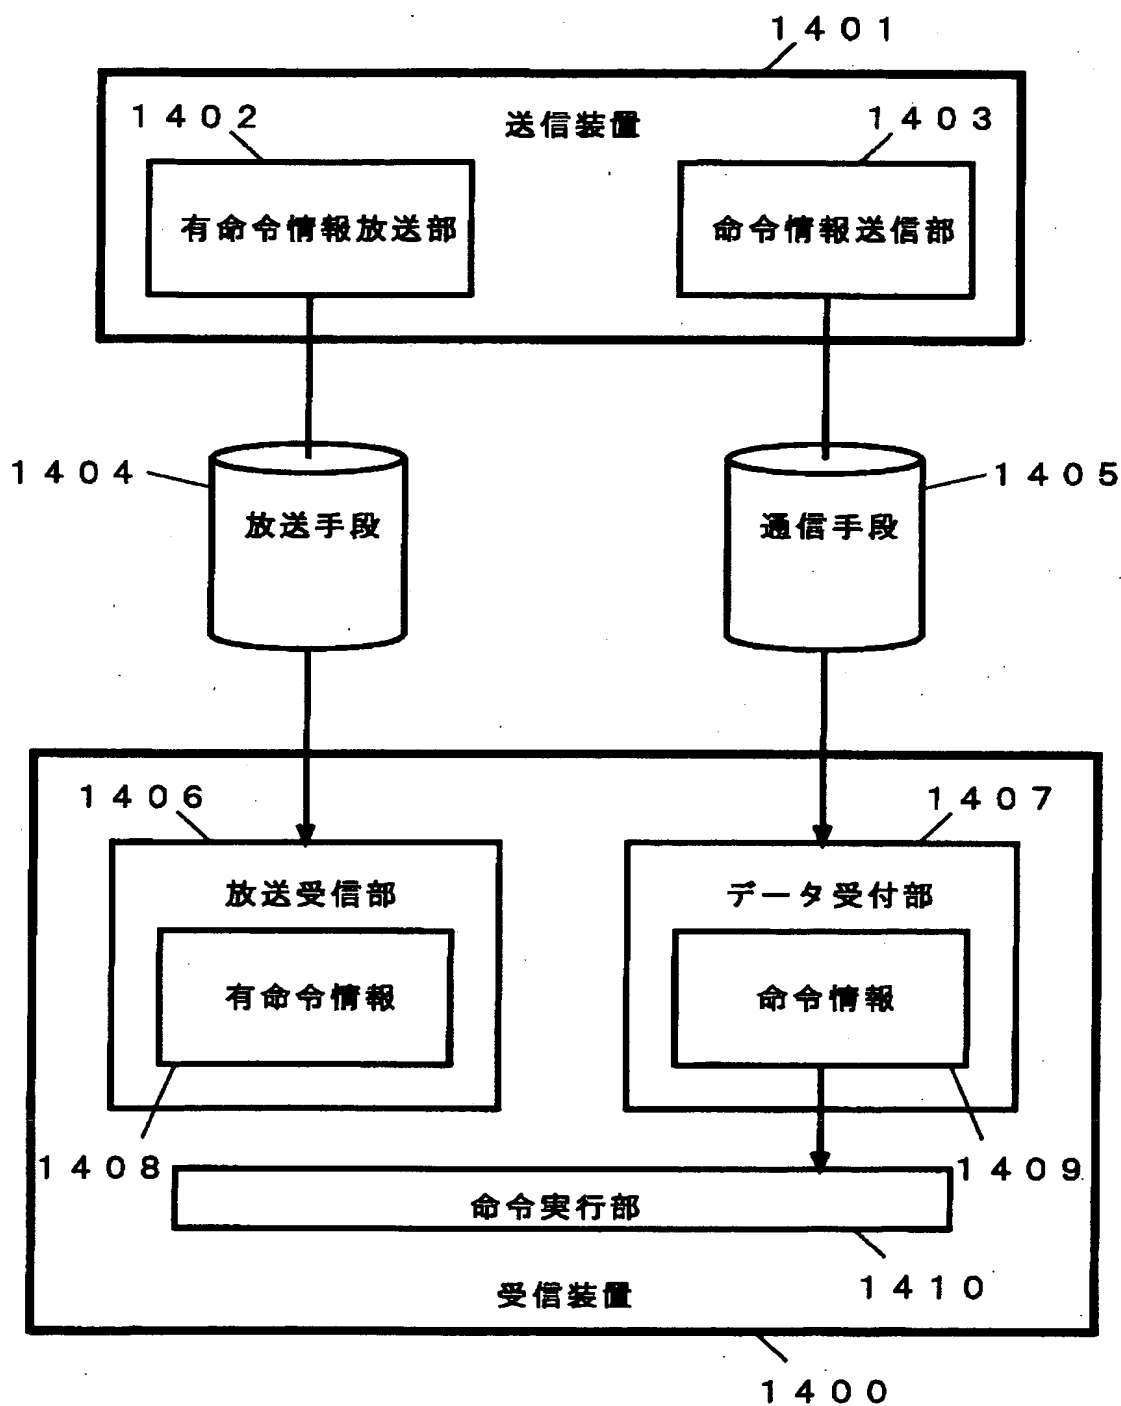 １４０１
１４０２
送信装置
１４０３
有命令情報放送部
命令情報送信部
１４０４
放送手段
通信手段
１４０５
１４０６
１４０７
放送受信部
データ受付部
有命令情報
命令情報
１４０８
１４０９
命令実行部
１４１０
受信装置
１４００